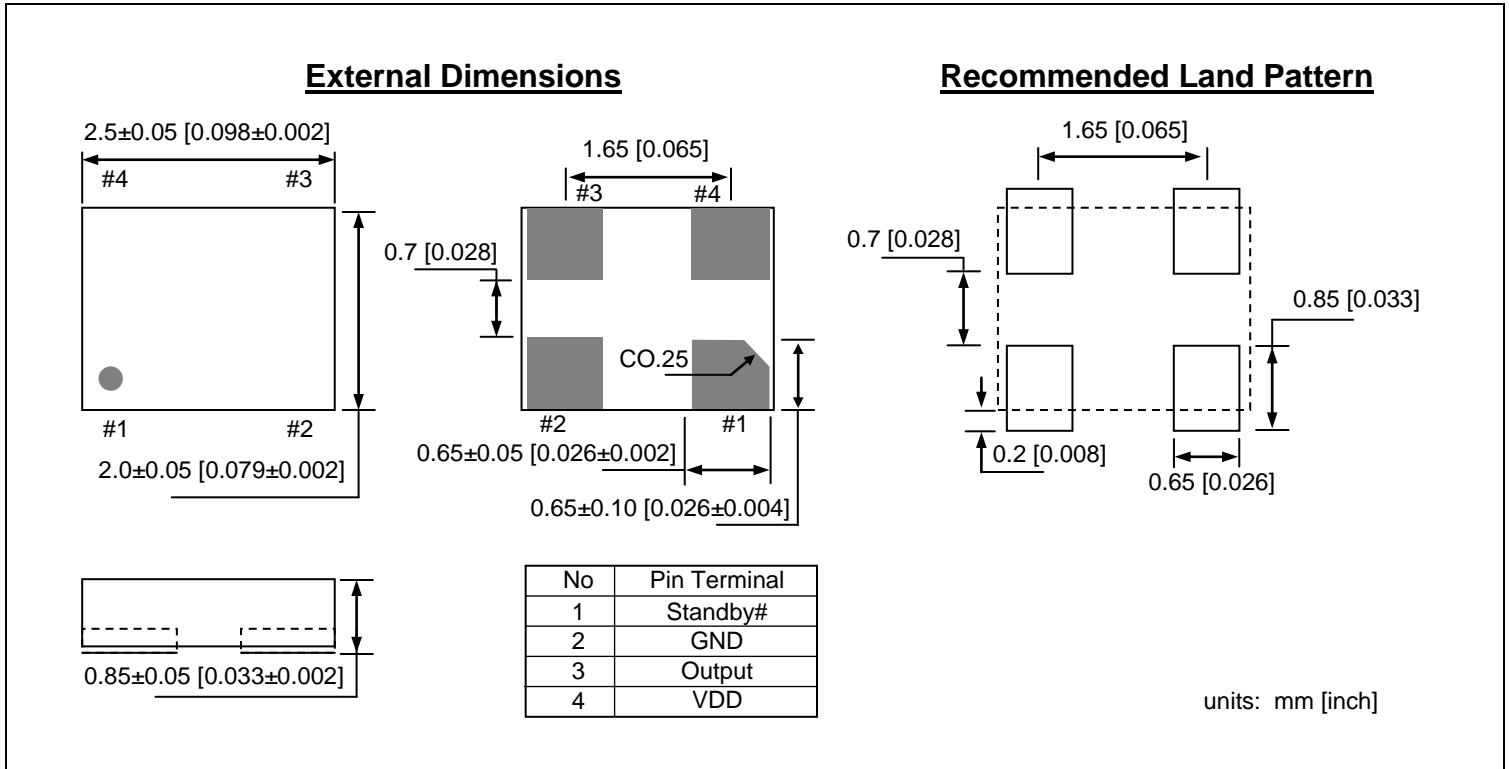 External Dimensions
Recommended Land Pattern
2.5±0.05 [0.098±0.002]
#4
#3
#1
#2
2.0±0.05 [0.079±0.002]
1.65 [0.065]
#3
#4
0.7 [0.028]
CO.25
#2
#1
0.65±0.05 [0.026±0.002]
0.65±0.10 [0.026±0.004]
1.65 [0.065]
0.7 [0.028]
0.85 [0.033]
0.2 [0.008]
0.65 [0.026]
0.85±0.05 [0.033±0.002]
No Pin Terminal
1 Standby#
2 GND
3 Output
4 VDD
units: mm [inch]